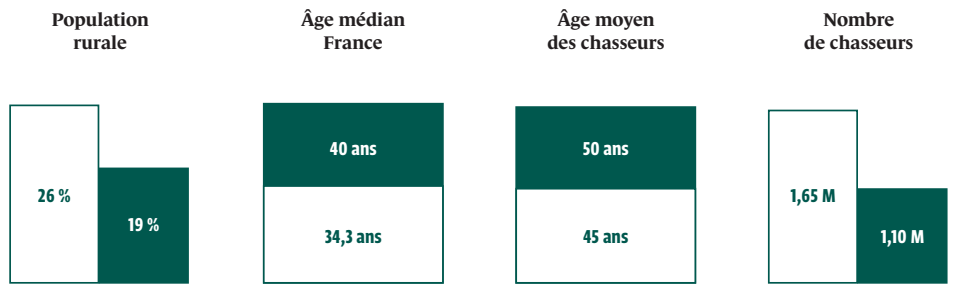 Population
rurale
26 %
19 %
Âge médian
France
40 ans
34,3 ans
Âge moyen
des chasseurs
50 ans
45 ans
Nombre
de chasseurs
1,65 M
1,10 M